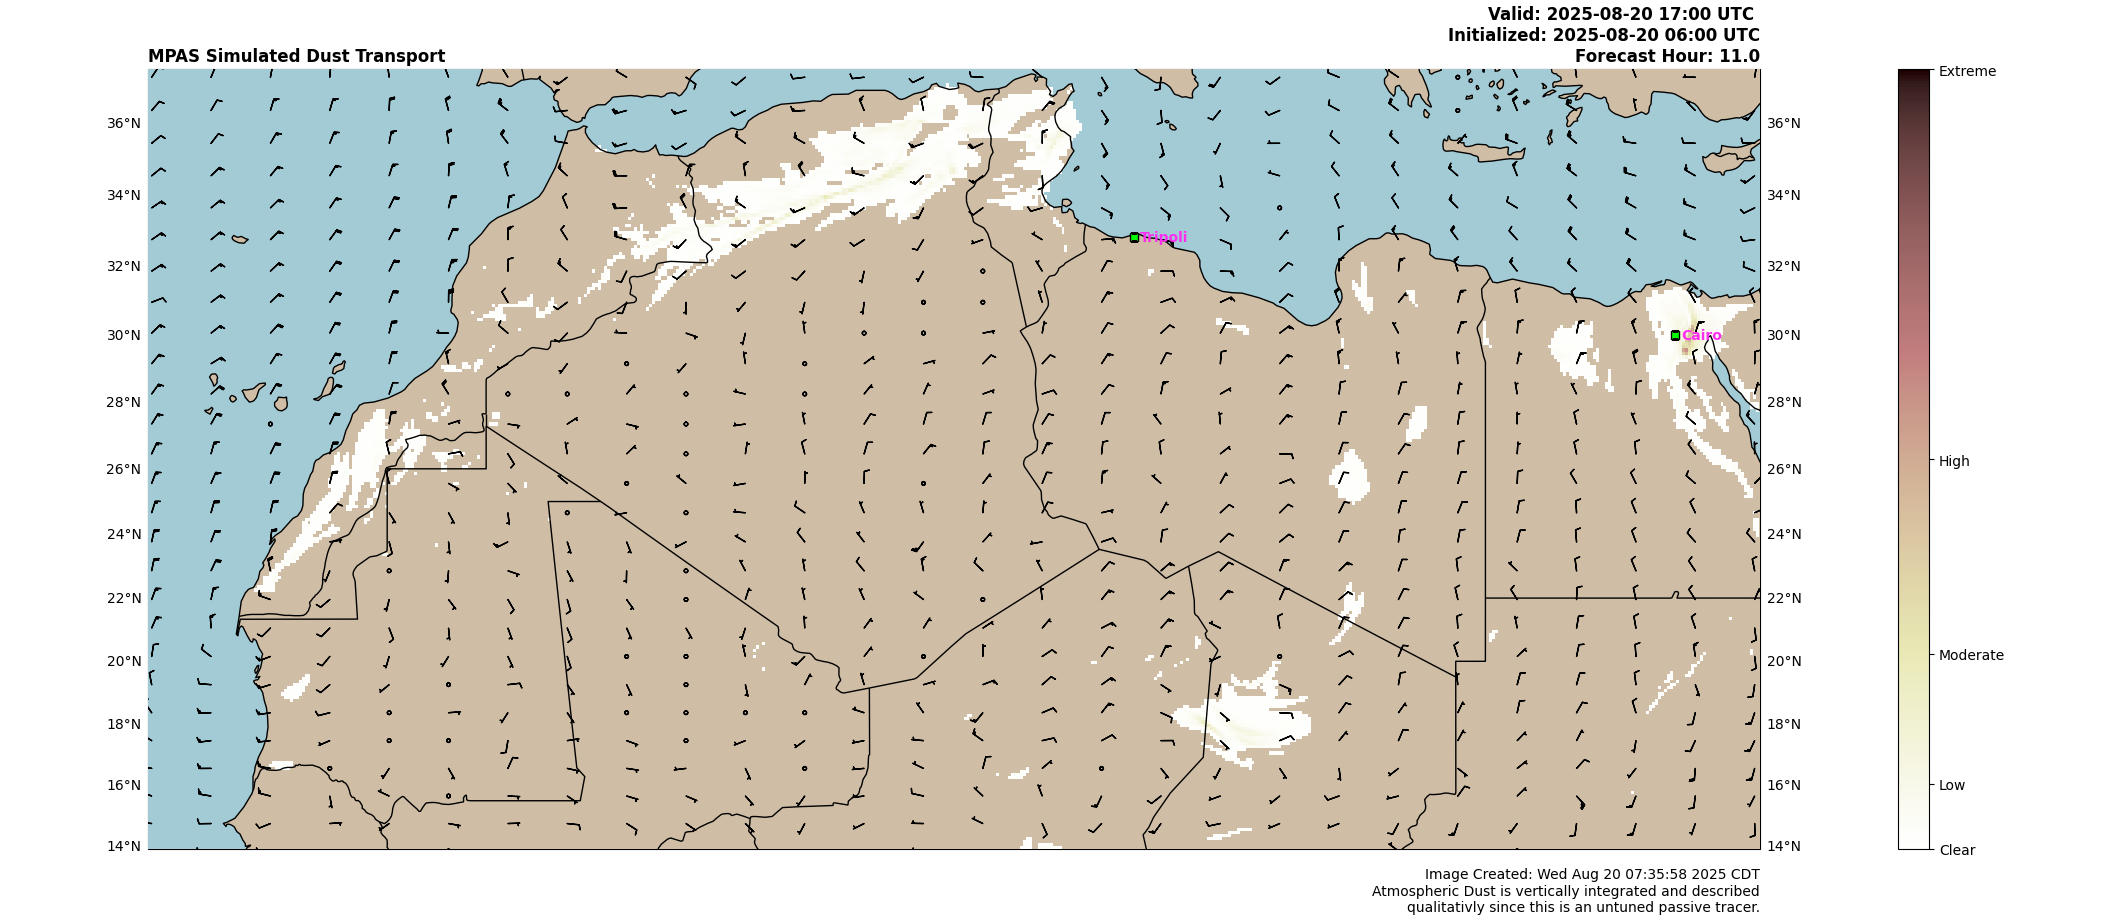 Valid: 2025-08-20 17:00 UTC
Initialized: 2025-08-20 06:00 UTC
MPAS Simulated Dust Transport
Forecast Hour: 11.0
Extreme
36°N
36°N
34°N
34°N
Tripoli
32°N
32°N
30°N
Cairo
30°N
28°N
28°N
26°N
26°N
High
24°N
24°N
22°N
22°N
20°N
20°N
Moderate
18°N
18°N
16°N
16°N
Low
14°N
14°N
Clear
Image Created: Wed Aug 20 07:35:58 2025 CDT
Atmospheric Dust is vertically integrated and described
qualitativly since this is an untuned passive tracer.